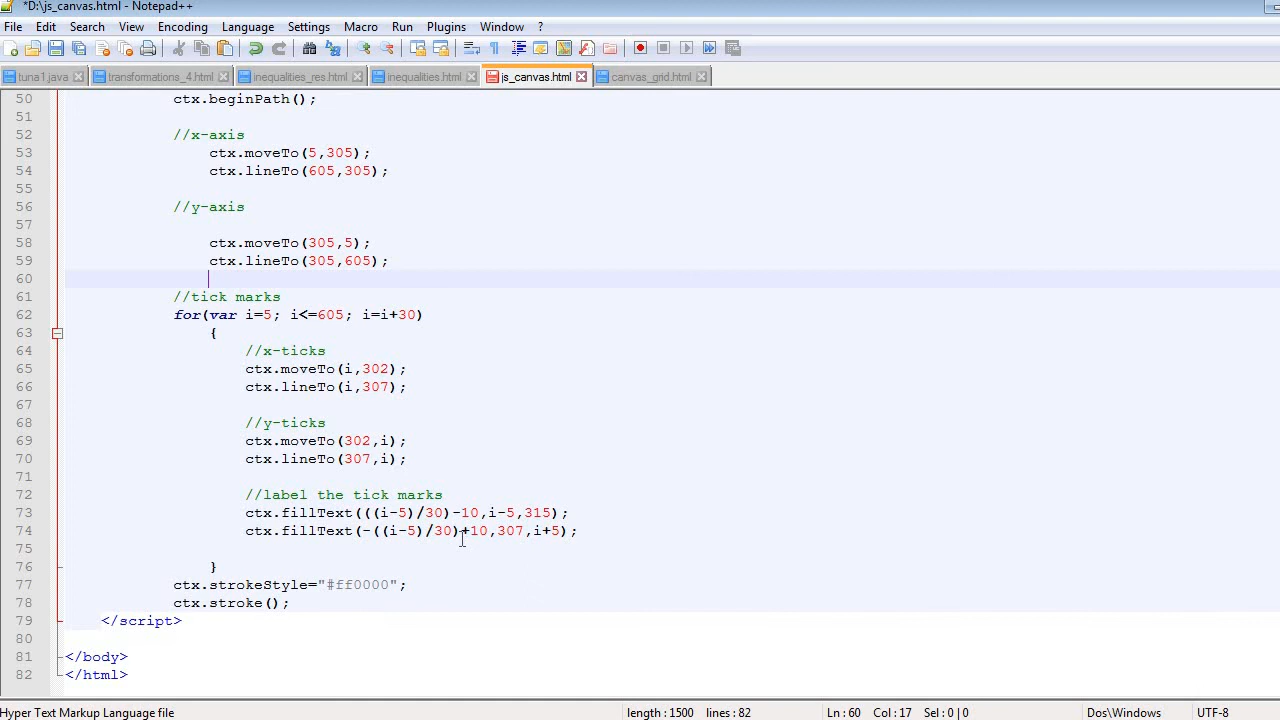 *D:\js_canvas.html - Notepad++
File Edit Search View Encoding Language Settings Macro Run Plugins Window ?
tuna1.java transfomations_4.html inequalities_res.html inequalities.html js_canvas.html canvas_grid.html
50 ctx.beginPath();
51
52 //x-axis
53 ctx.moveTo(5,305);
54 ctx.lineTo(605,305);
55
56 //y-axis
57
58 ctx.moveTo(305,5);
59 ctx.lineTo(305,605);
60
61 //tick marks
62 for(var i=5; i<=605; i=i+30)
63 {
64 //x-ticks
65 ctx.moveTo(i,302);
66 ctx.lineTo(i,307);
67
68 //y-ticks
69 ctx.moveTo(302,i);
70 ctx.lineTo(307,i);
71
72 //label the tick marks
73 ctx.fillText(((i-5)/30)-10,i-5,315);
74 ctx.fillText(-((i-5)/30)+10,307,i+5);
75
76 }
77 ctx.strokeStyle="#ff0000";
78 ctx.stroke();
79 </script>
80
81 </body>
82 </html>
Hyper Text Markup Language file length : 1500 lines : 82 Ln : 60 Col : 17 Sel : 0 | 0 Dos\Windows UTF-8